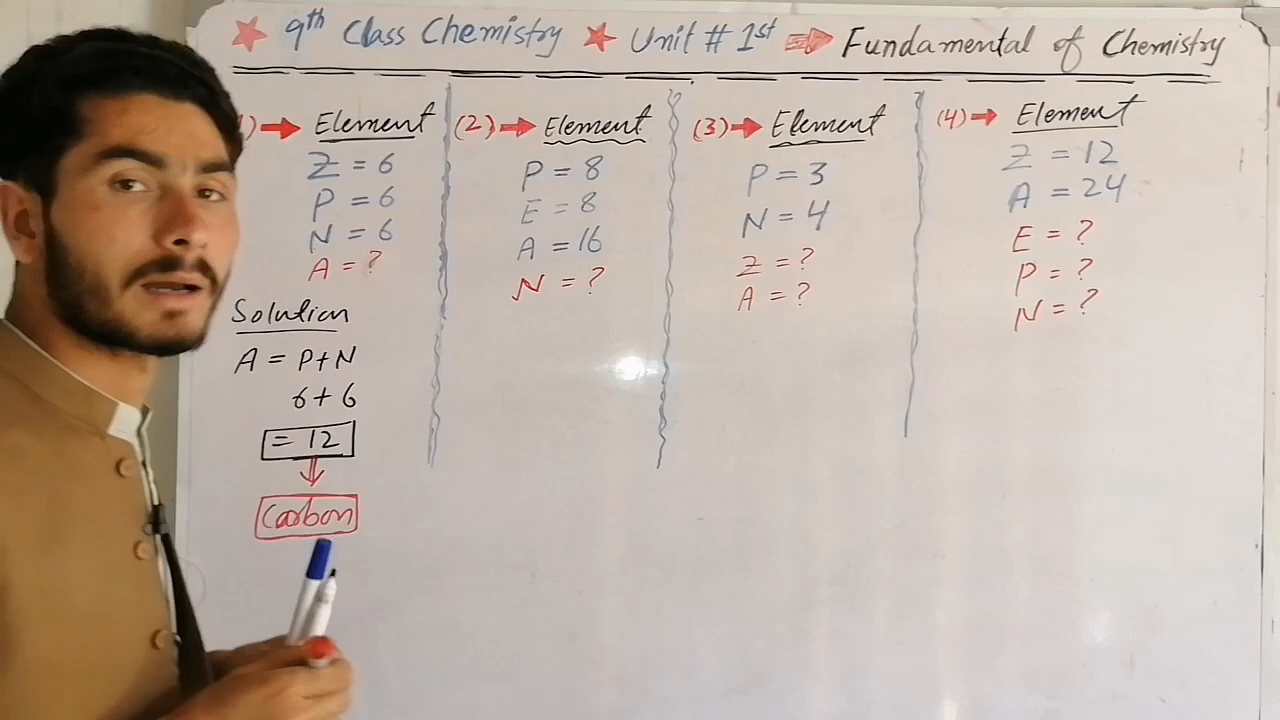 ★ 9th Class Chemistry ★ Unit # 1st ⇒ Fundamental of Chemistry
1) → Element
Z = 6
P = 6
N = 6
A = ?
Solution
A = P+N
6+6
= 12
↓
Carbon
(2) → Element
P = 8
E = 8
A = 16
N = ?
(3) → Element
P = 3
N = 4
Z = ?
A = ?
(4) → Element
Z = 12
A = 24
E = ?
P = ?
N = ?